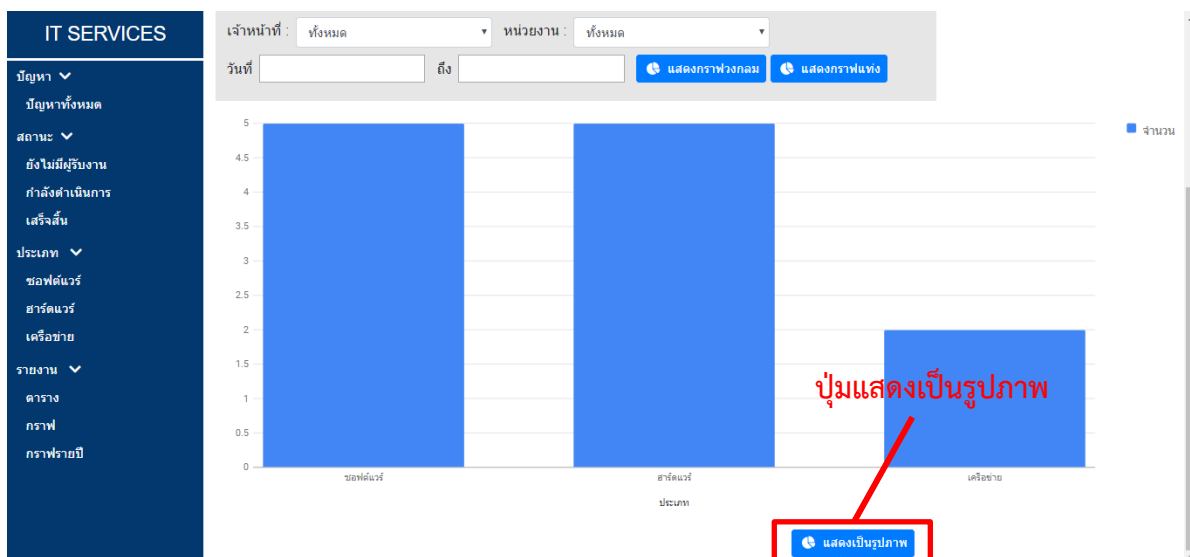 IT SERVICES
ปัญหา
ปัญหาทั้งหมด
สถานะ
ยังไม่มีผู้รับงาน
กำลังดำเนินการ
เสร็จสิ้น
ประเภท
ซอฟต์แวร์
ฮาร์ดแวร์
เครือข่าย
รายงาน
ตาราง
กราฟ
กราฟรายปี
เจ้าหน้าที่ : ทั้งหมด หน่วยงาน : ทั้งหมด
วันที่ ถึง แสดงกราฟวงกลม แสดงกราฟแท่ง
จำนวน
5
4.5
4
3.5
3
2.5
2
1.5
1
0.5
0
ซอฟต์แวร์ ฮาร์ดแวร์ เครือข่าย
ประเภท
ปุ่มแสดงเป็นรูปภาพ
แสดงเป็นรูปภาพ